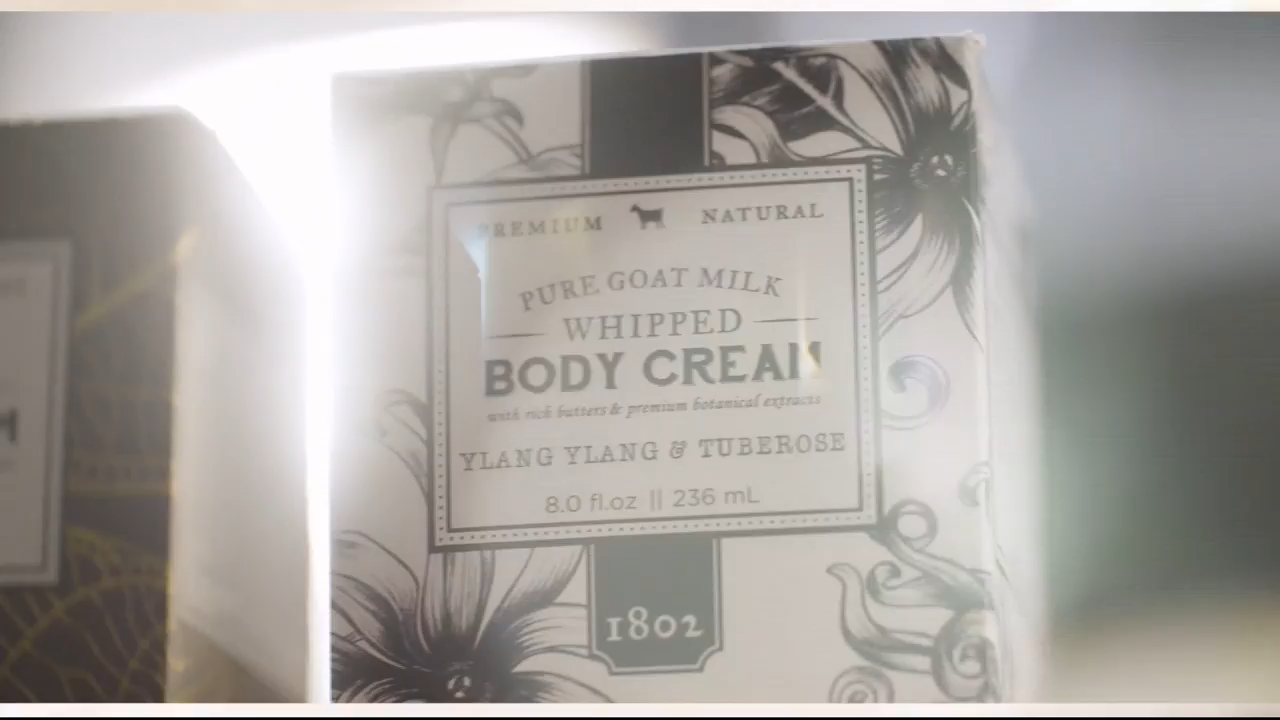 PREMIUM NATURAL
PURE GOAT MILK
WHIPPED
BODY CREAM
with rich butters & premium botanical extracts
YLANG YLANG & TUBEROSE
8.0 fl.oz || 236 mL
1802